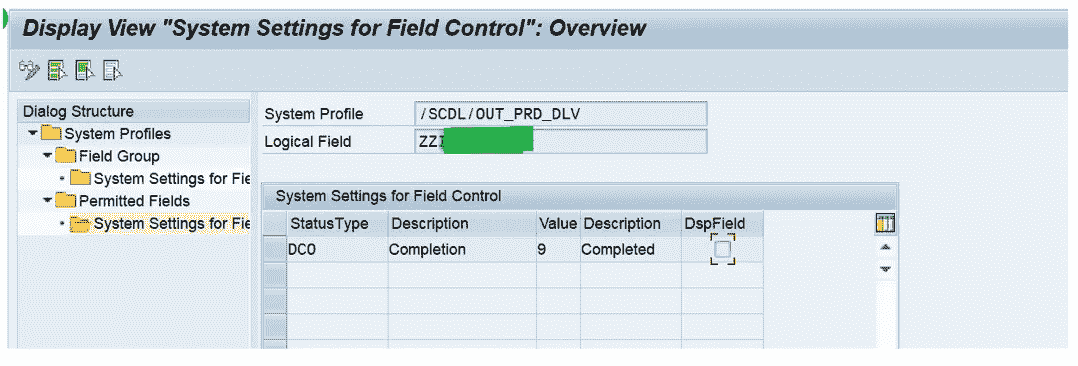 Display View "System Settings for Field Control": Overview
Dialog Structure
System Profiles
Field Group
System Settings for Fie
Permitted Fields
System Settings for Fie
System Profile /SCDL/OUT_PRD_DLV
Logical Field ZZ
System Settings for Field Control
StatusType Description Value Description DspField
DCO Completion 9 Completed